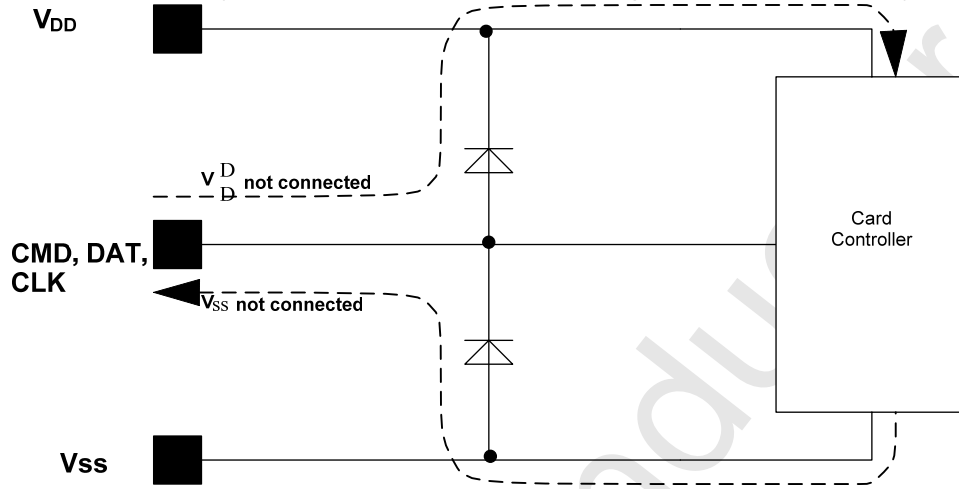 VDD
VDD not connected
CMD, DAT,
CLK
VSS not connected
Card
Controller
Vss